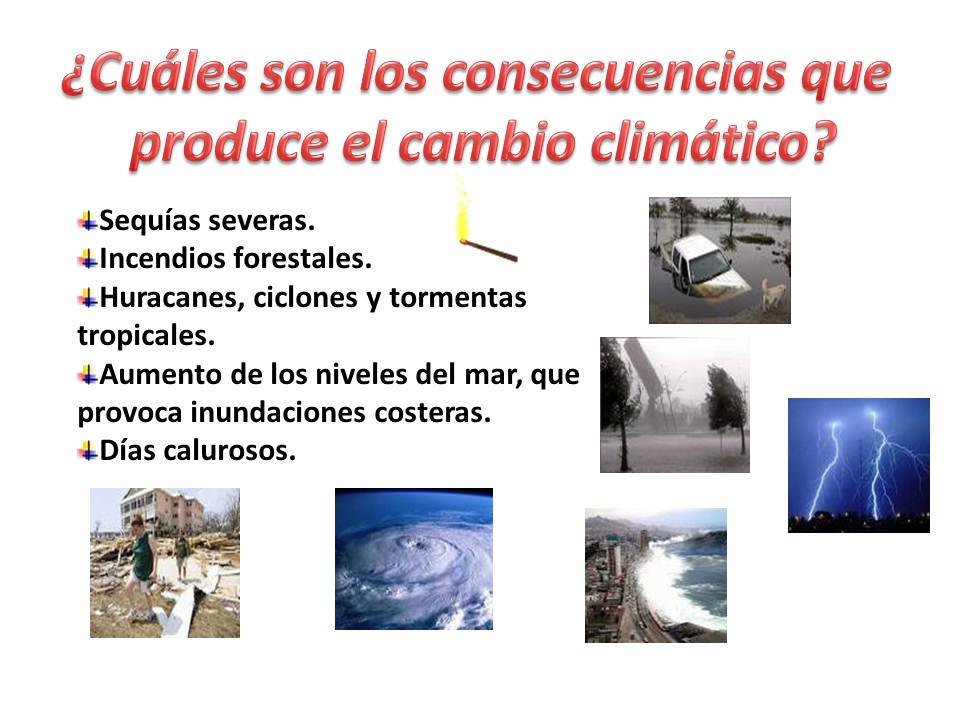 ¿Cuáles son los consecuencias que
produce el cambio climático?
Sequías severas.
Incendios forestales.
Huracanes, ciclones y tormentas
tropicales.
Aumento de los niveles del mar, que
provoca inundaciones costeras.
Días calurosos.